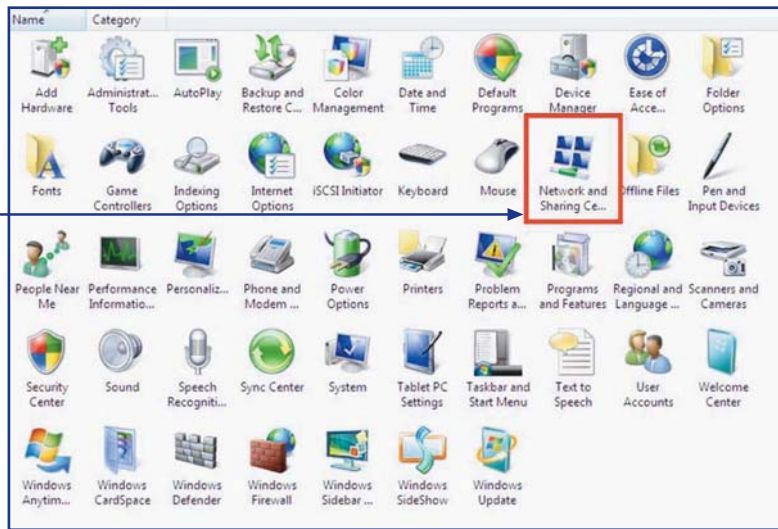 Name Category
Add Hardware
Administrat... Tools
AutoPlay
Backup and Restore C...
Color Management
Date and Time
Default Programs
Device Manager
Ease of Acce...
Folder Options
Fonts
Game Controllers
Indexing Options
Internet Options
iSCSI Initiator
Keyboard
Mouse
Network and Sharing Ce...
Offline Files
Pen and Input Devices
People Near Me
Performance Informatio...
Personaliz...
Phone and Modem ...
Power Options
Printers
Problem Reports a...
Programs and Features
Regional and Language ...
Scanners and Cameras
Security Center
Sound
Speech Recogniti...
Sync Center
System
Tablet PC Settings
Taskbar and Start Menu
Text to Speech
User Accounts
Welcome Center
Windows Anytim...
Windows CardSpace
Windows Defender
Windows Firewall
Windows Sidebar ...
Windows SideShow
Windows Update